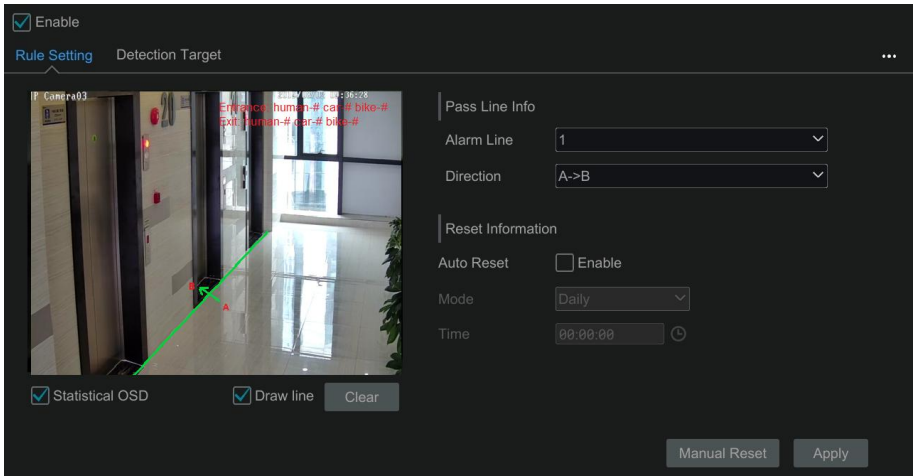 Enable
Rule Setting
Detection Target
...
IP Camera03
20
Entrance: human-# car-# bike-#
Exit: human-# car-# bike-#
B
A
Statistical OSD
Draw line
Clear
Pass Line Info
Alarm Line
1
Direction
A->B
Reset Information
Auto Reset
Enable
Mode
Daily
Time
00:00:00
Manual Reset
Apply